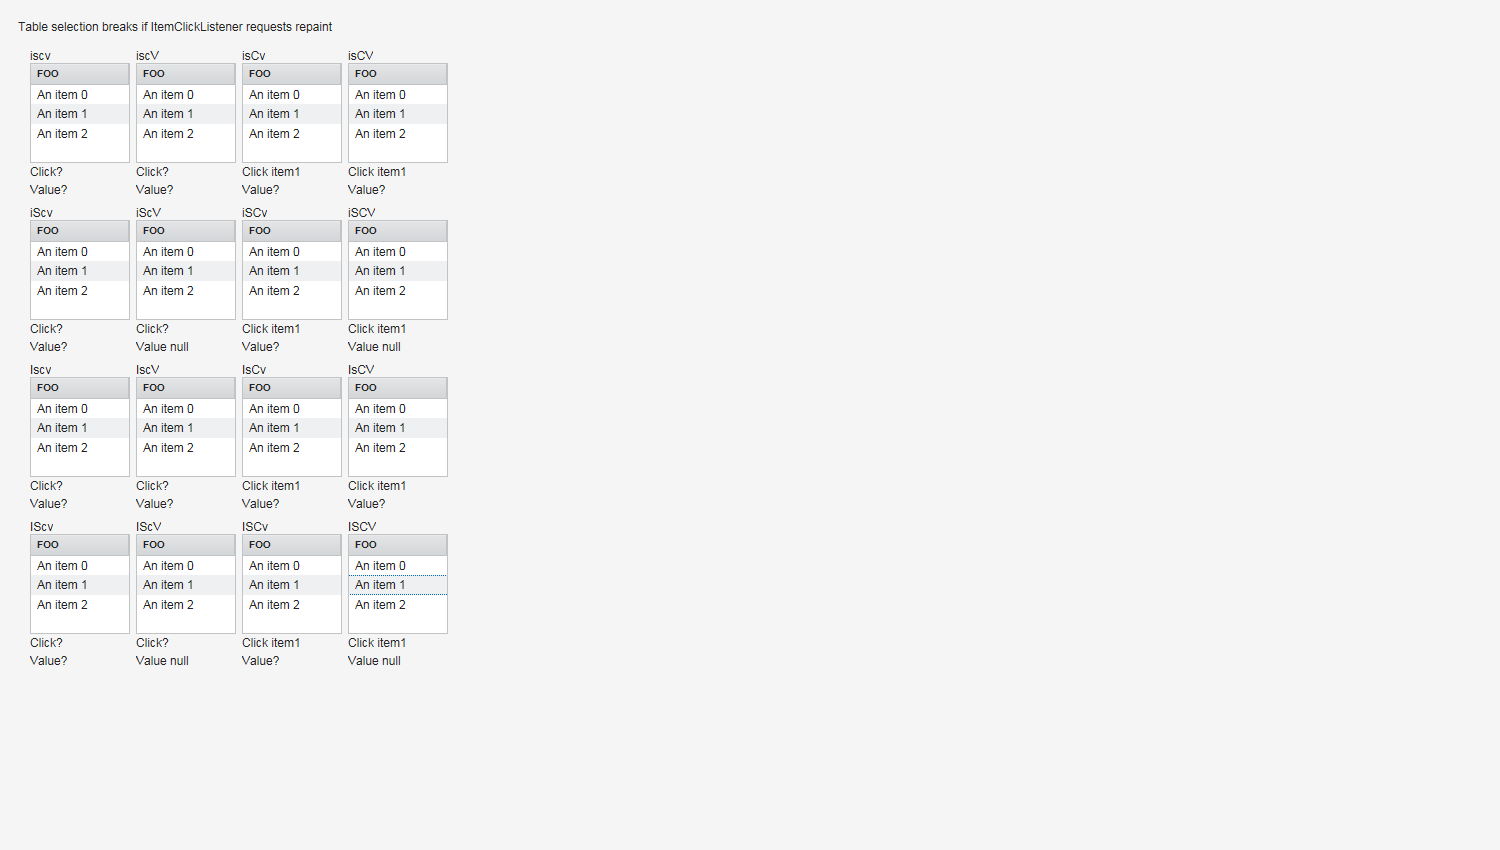 Table selection breaks if ItemClickListener requests repaint
iscv iscV isCv isCV
FOO FOO FOO FOO
An item 0 An item 0 An item 0 An item 0
An item 1 An item 1 An item 1 An item 1
An item 2 An item 2 An item 2 An item 2
Click? Click? Click item1 Click item1
Value? Value? Value? Value?
iScv iScV iSCv iSCV
FOO FOO FOO FOO
An item 0 An item 0 An item 0 An item 0
An item 1 An item 1 An item 1 An item 1
An item 2 An item 2 An item 2 An item 2
Click? Click? Click item1 Click item1
Value? Value null Value? Value null
Iscv IscV IsCv IsCV
FOO FOO FOO FOO
An item 0 An item 0 An item 0 An item 0
An item 1 An item 1 An item 1 An item 1
An item 2 An item 2 An item 2 An item 2
Click? Click? Click item1 Click item1
Value? Value? Value? Value?
IScv IScV ISCv ISCV
FOO FOO FOO FOO
An item 0 An item 0 An item 0 An item 0
An item 1 An item 1 An item 1 An item 1
An item 2 An item 2 An item 2 An item 2
Click? Click? Click item1 Click item1
Value? Value null Value? Value null